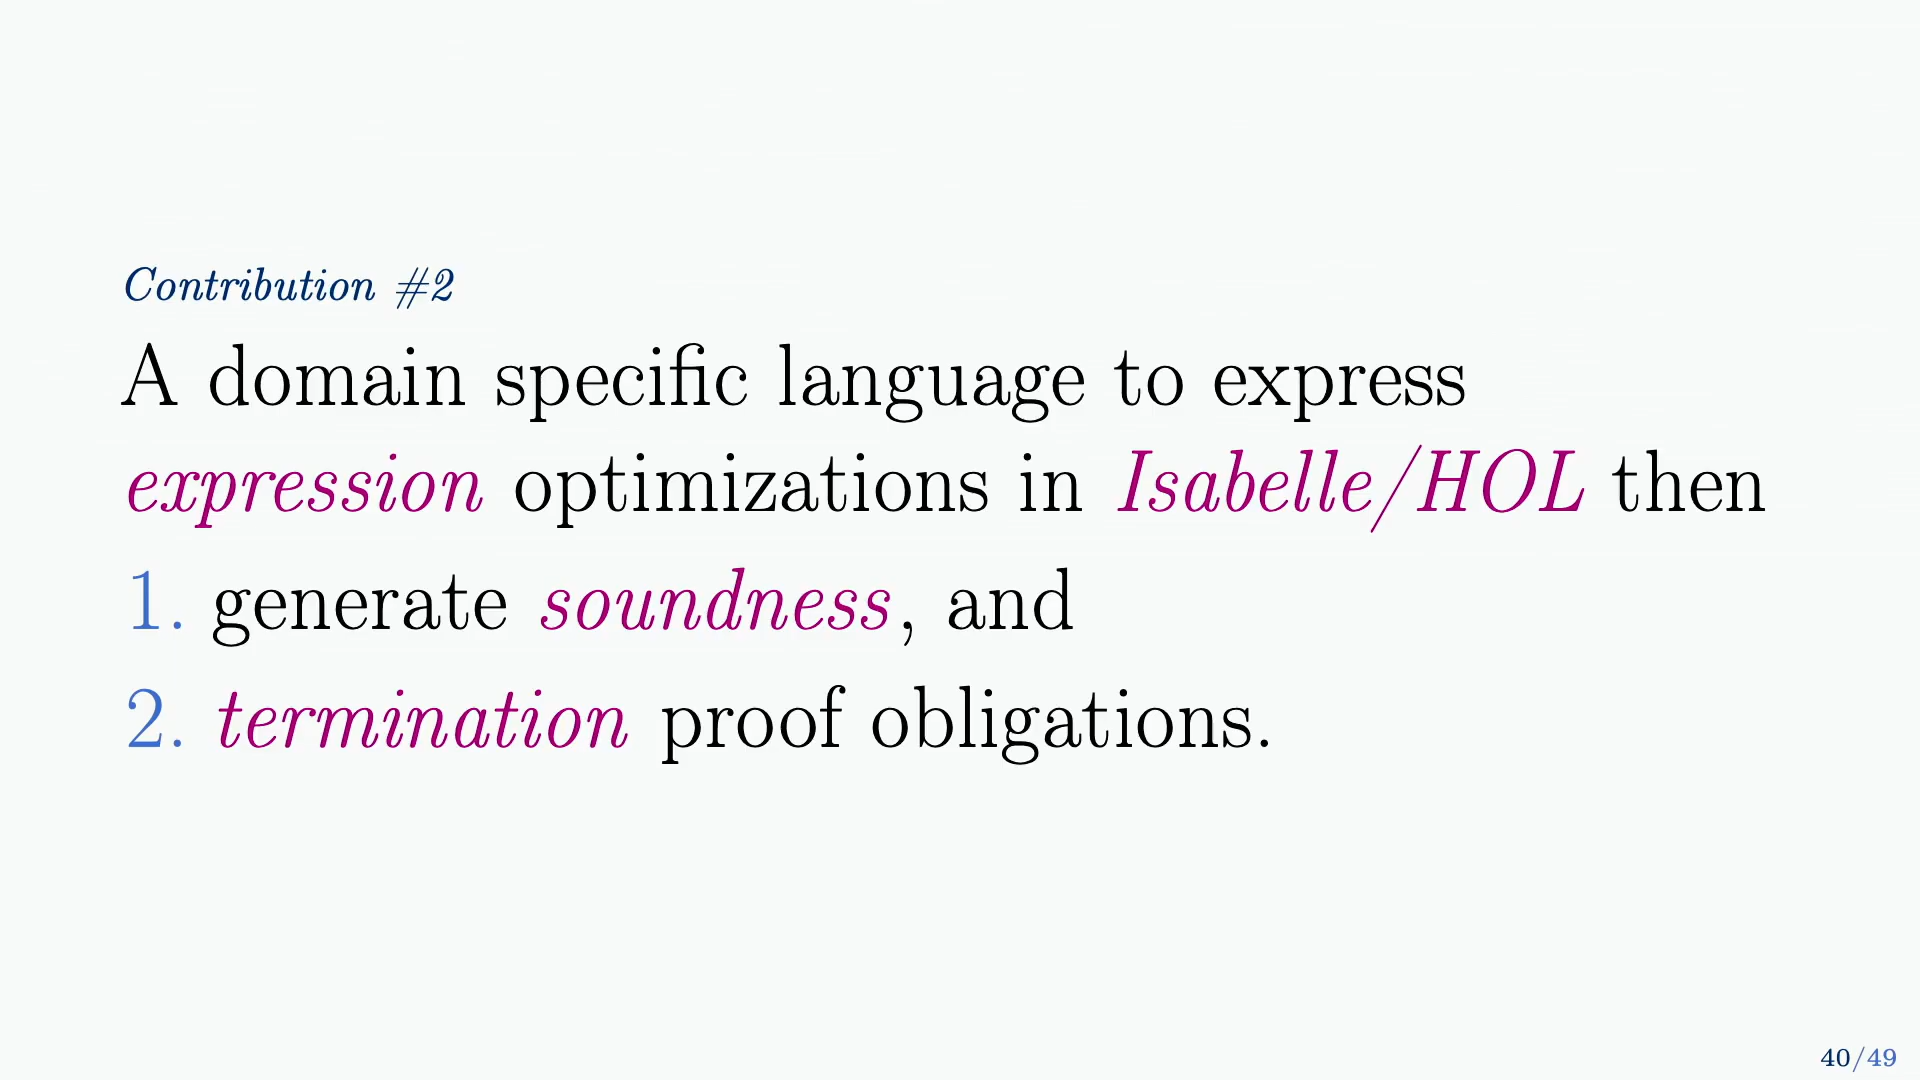 Contribution #2
A domain specific language to express
expression optimizations in Isabelle/HOL then
1. generate soundness, and
2. termination proof obligations.
40/49